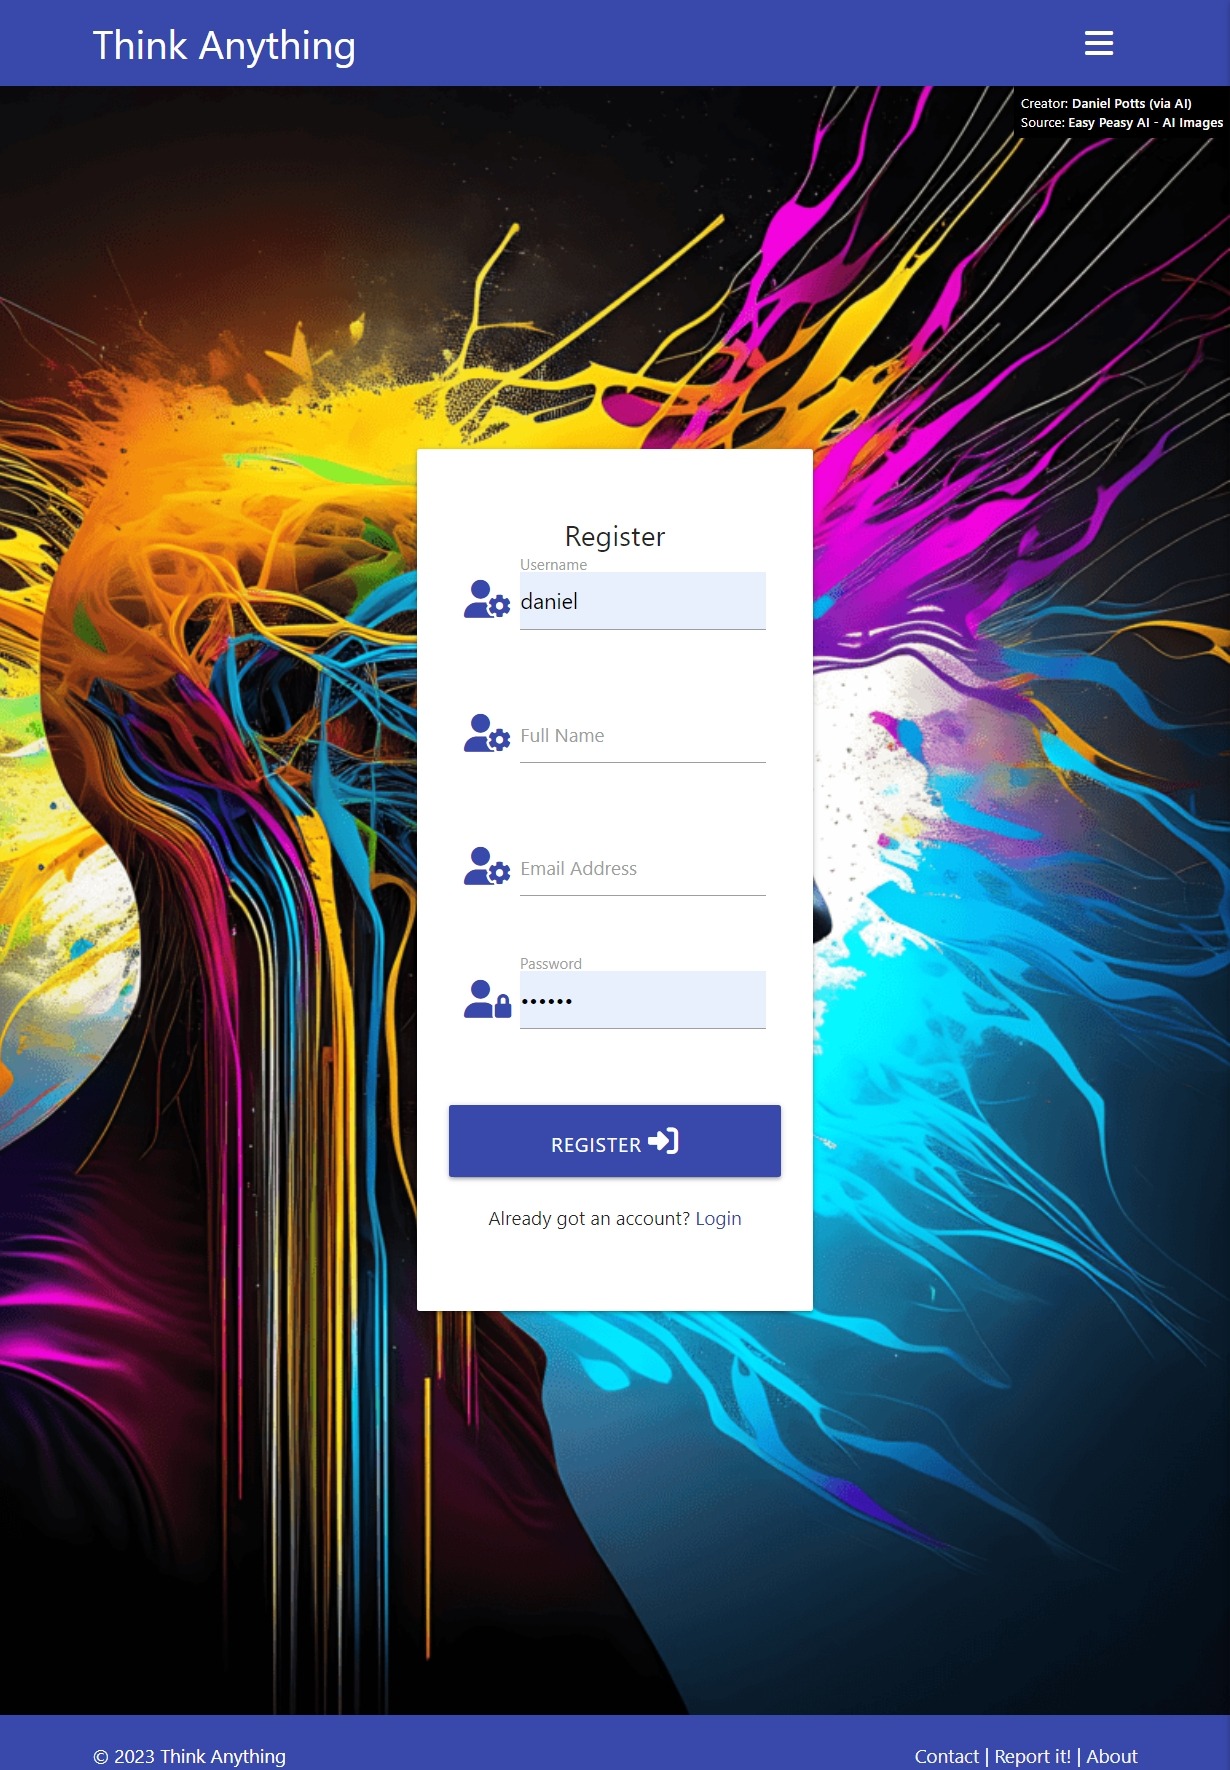 Think Anything
Creator: Daniel Potts (via AI)
Source: Easy Peasy AI - AI Images
Register
Username
daniel
Full Name
Email Address
Password
••••••
REGISTER
Already got an account? Login
© 2023 Think Anything
Contact | Report it! | About